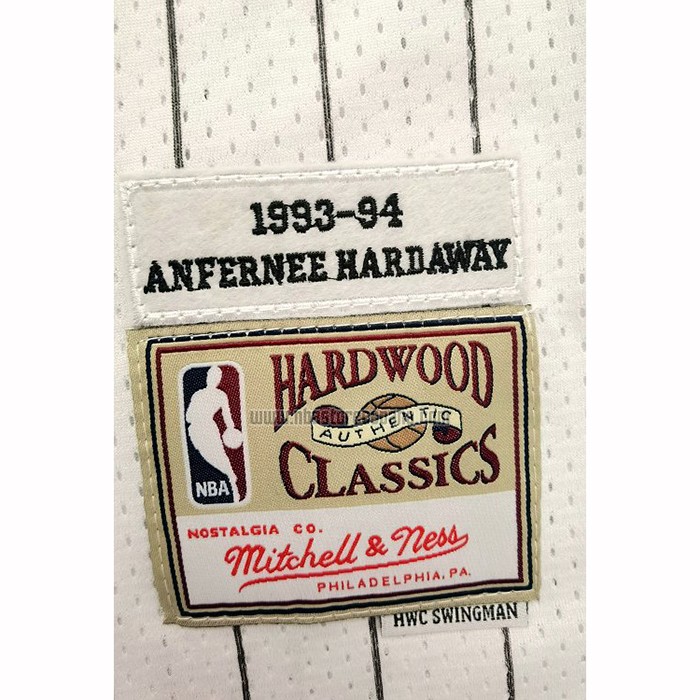 1993-94
ANFERNEE HARDAWAY
HARDWOOD
AUTHENTIC
CLASSICS
NBA
NOSTALGIA CO.
Mitchell & Ness
PHILADELPHIA, PA.
HWC SWINGMAN